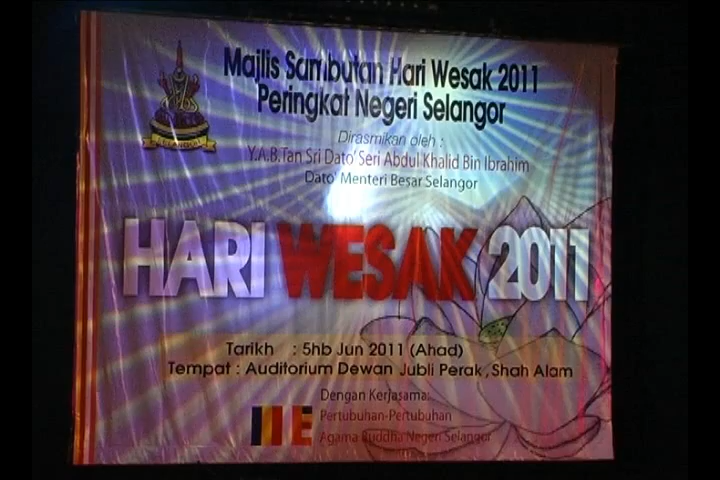 Majlis Sambutan Hari Wesak 2011
Peringkat Negeri Selangor
Dirasmikan oleh :
Y.A.B.Tan Sri Dato' Seri Abdul Khalid Bin Ibrahim
Dato' Menteri Besar Selangor
SELANGOR
HARI WESAK 2011
Tarikh : 5hb Jun 2011 (Ahad)
Tempat : Auditorium Dewan Jubli Perak, Shah Alam
Dengan Kerjasama:
Pertubuhan-Pertubuhan
Agama Buddha Negeri Selangor